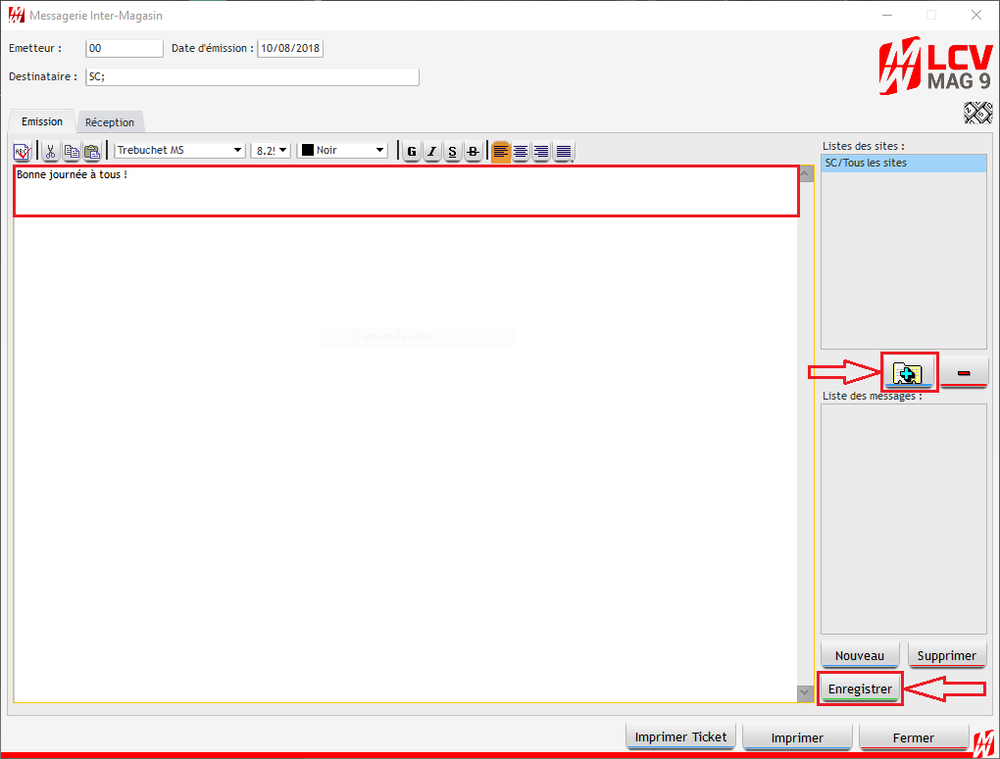 Messagerie Inter-Magasin
Emetteur : 00 Date d'émission : 10/08/2018
Destinataire : SC;
LCV
MAG 9
Emission Réception
ABC Trebuchet MS 8.2! Noir G I S B
Listes des sites :
SC/Tous les sites
Bonne journée à tous !
Capture Fenêtre
Liste des messages :
Nouveau Supprimer
Enregistrer
Imprimer Ticket Imprimer Fermer